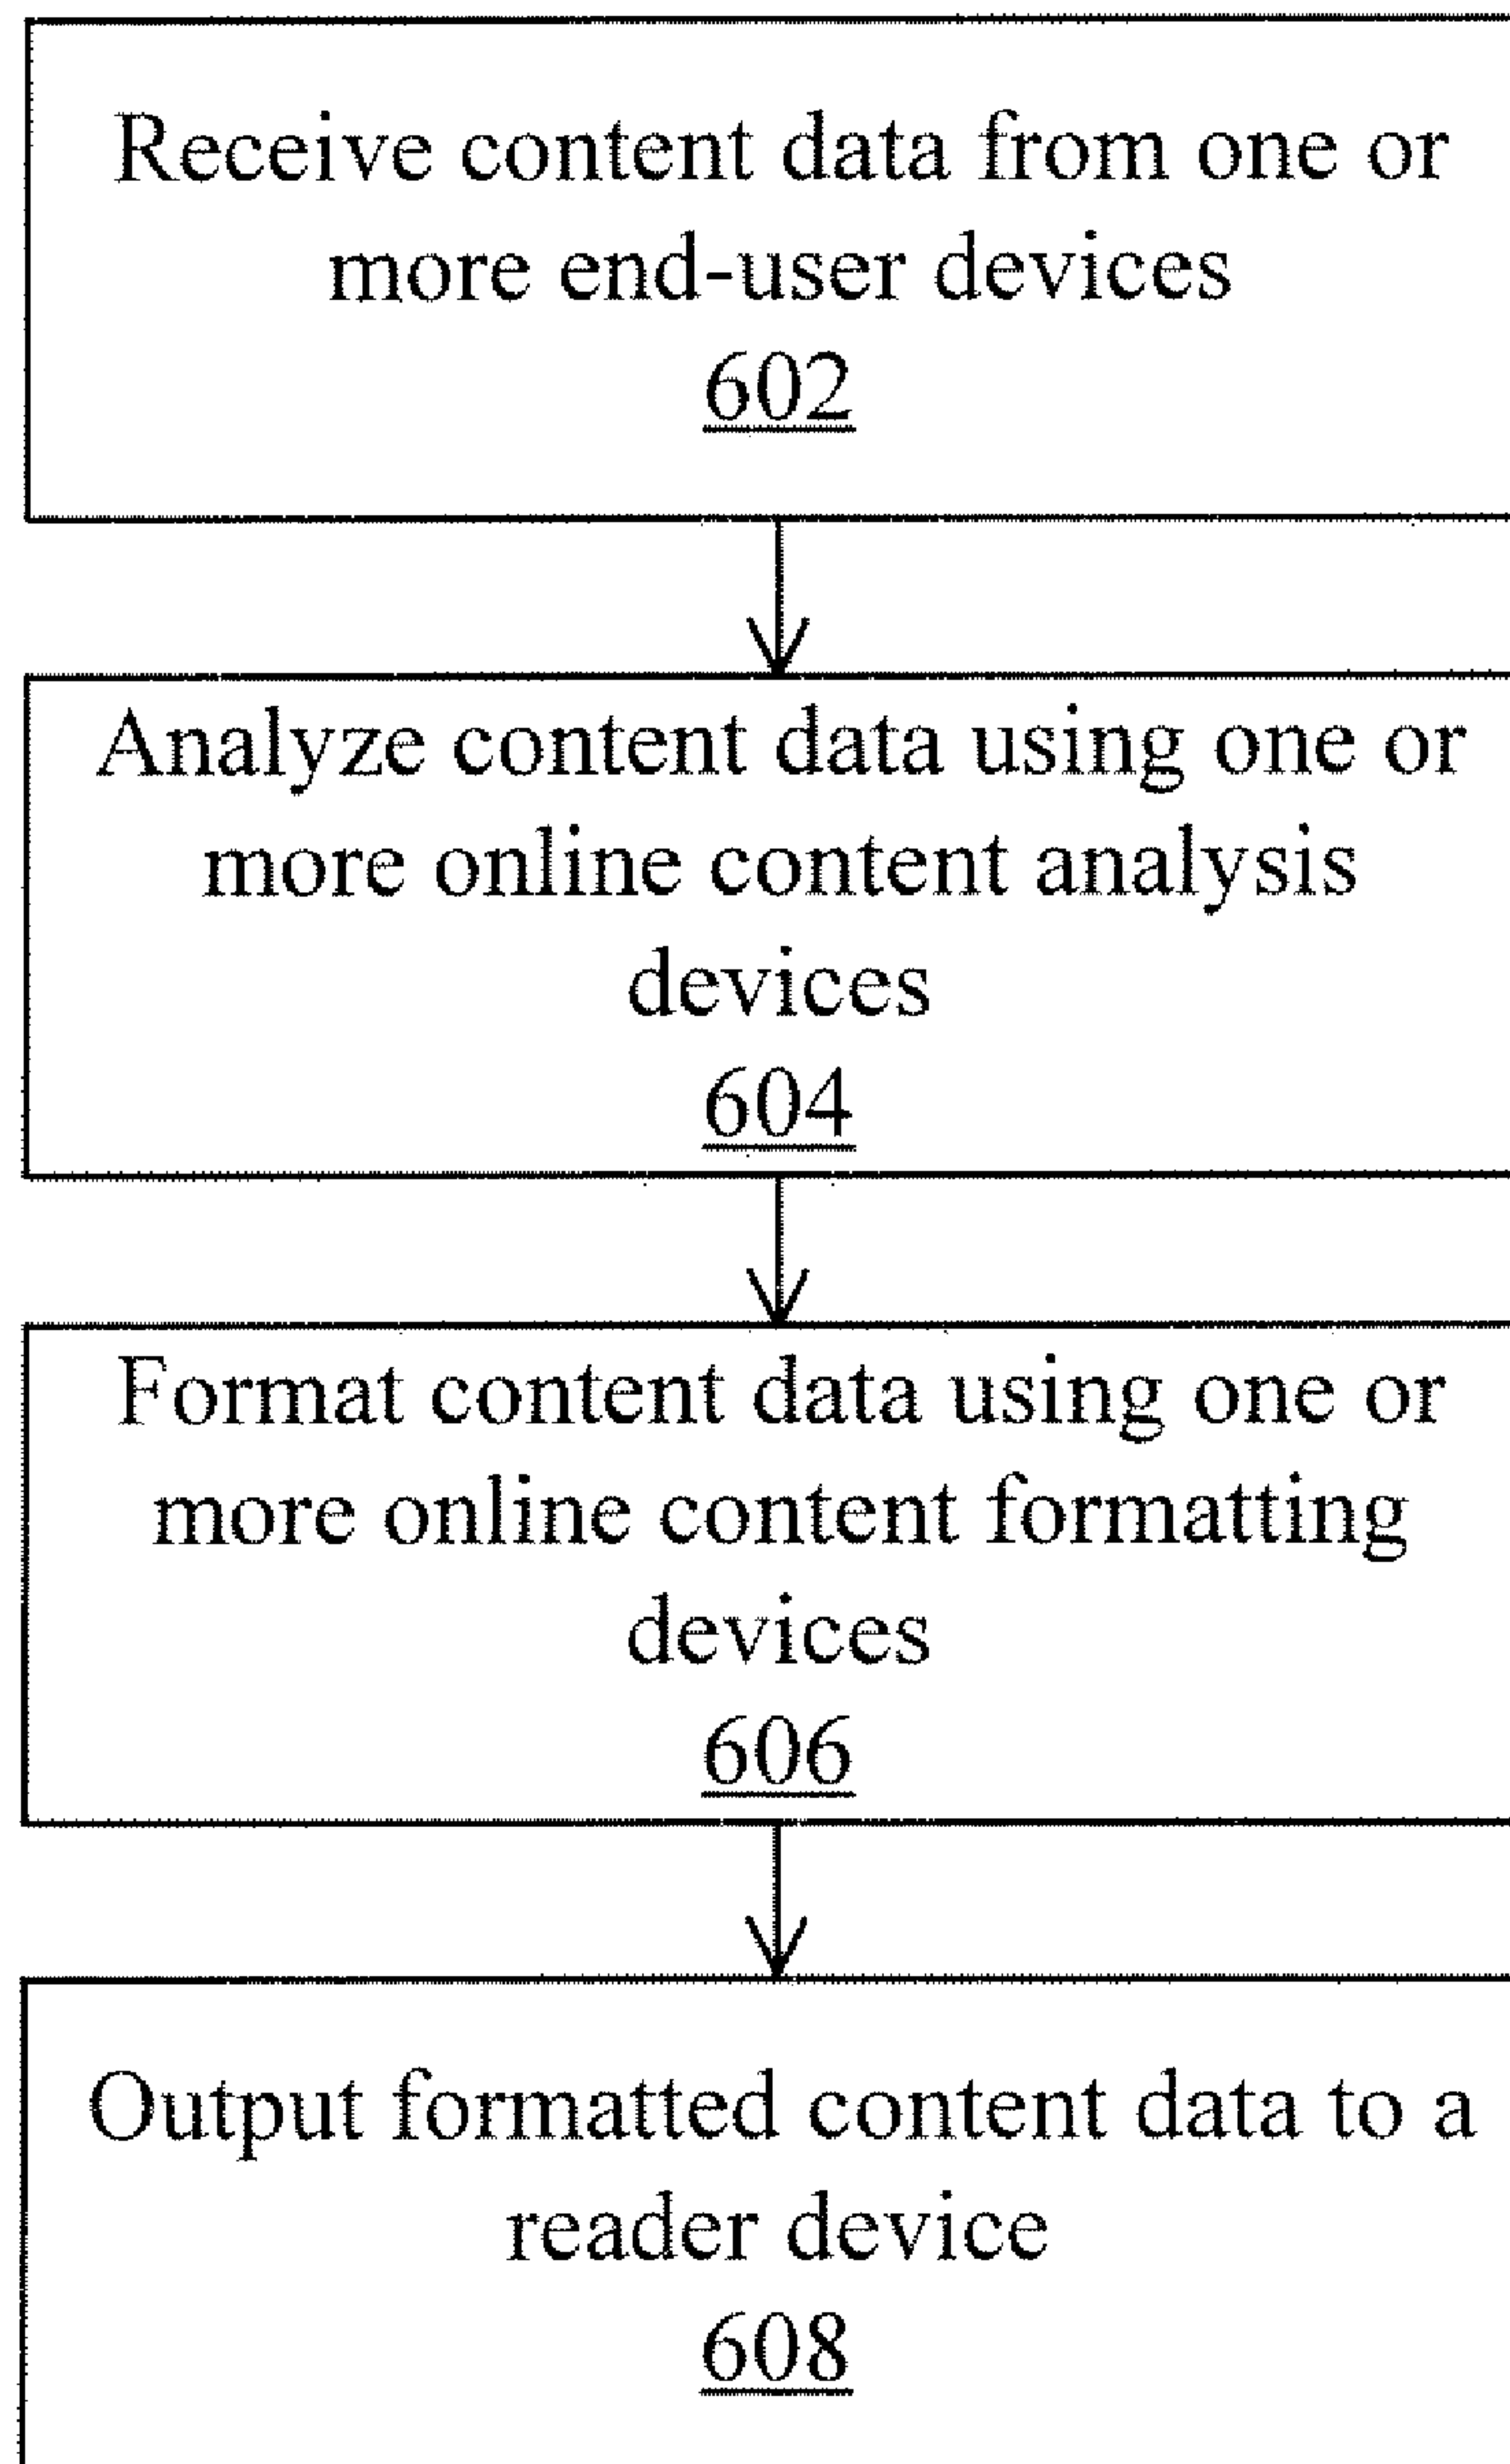 Receive content data from one or
more end-user devices
602
Analyze content data using one or
more online content analysis
devices
604
Format content data using one or
more online content formatting
devices
606
Output formatted content data to a
reader device
608